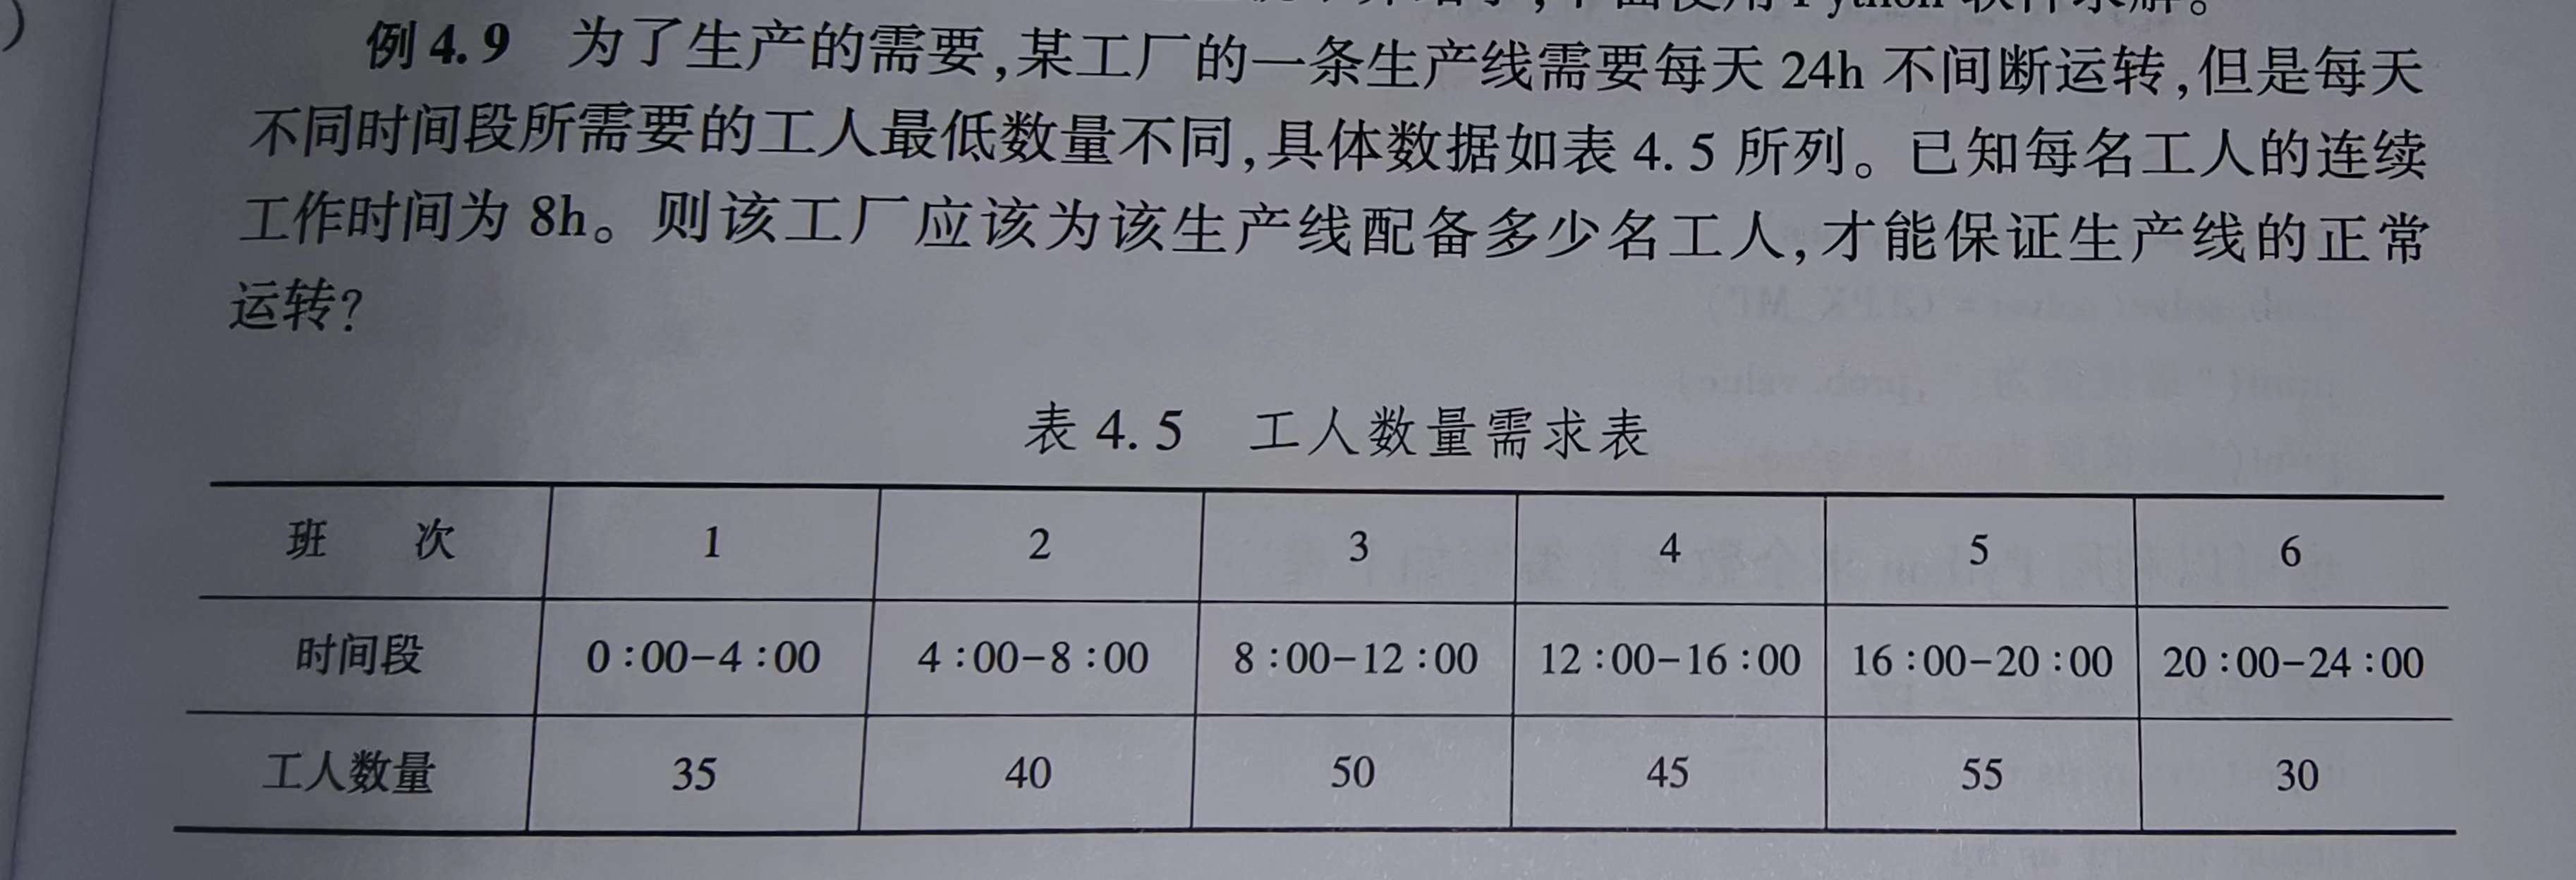 Python
例4.9 为了生产的需要,某工厂的一条生产线需要每天 24h 不间断运转,但是每天
不同时间段所需要的工人最低数量不同,具体数据如表 4.5 所列。已知每名工人的连续
工作时间为 8h。则该工厂应该为该生产线配备多少名工人,才能保证生产线的正常
运转?
表 4.5 工人数量需求表
班 次 1 2 3 4 5 6
时间段 0:00-4:00 4:00-8:00 8:00-12:00 12:00-16:00 16:00-20:00 20:00-24:00
工人数量 35 40 50 45 55 30